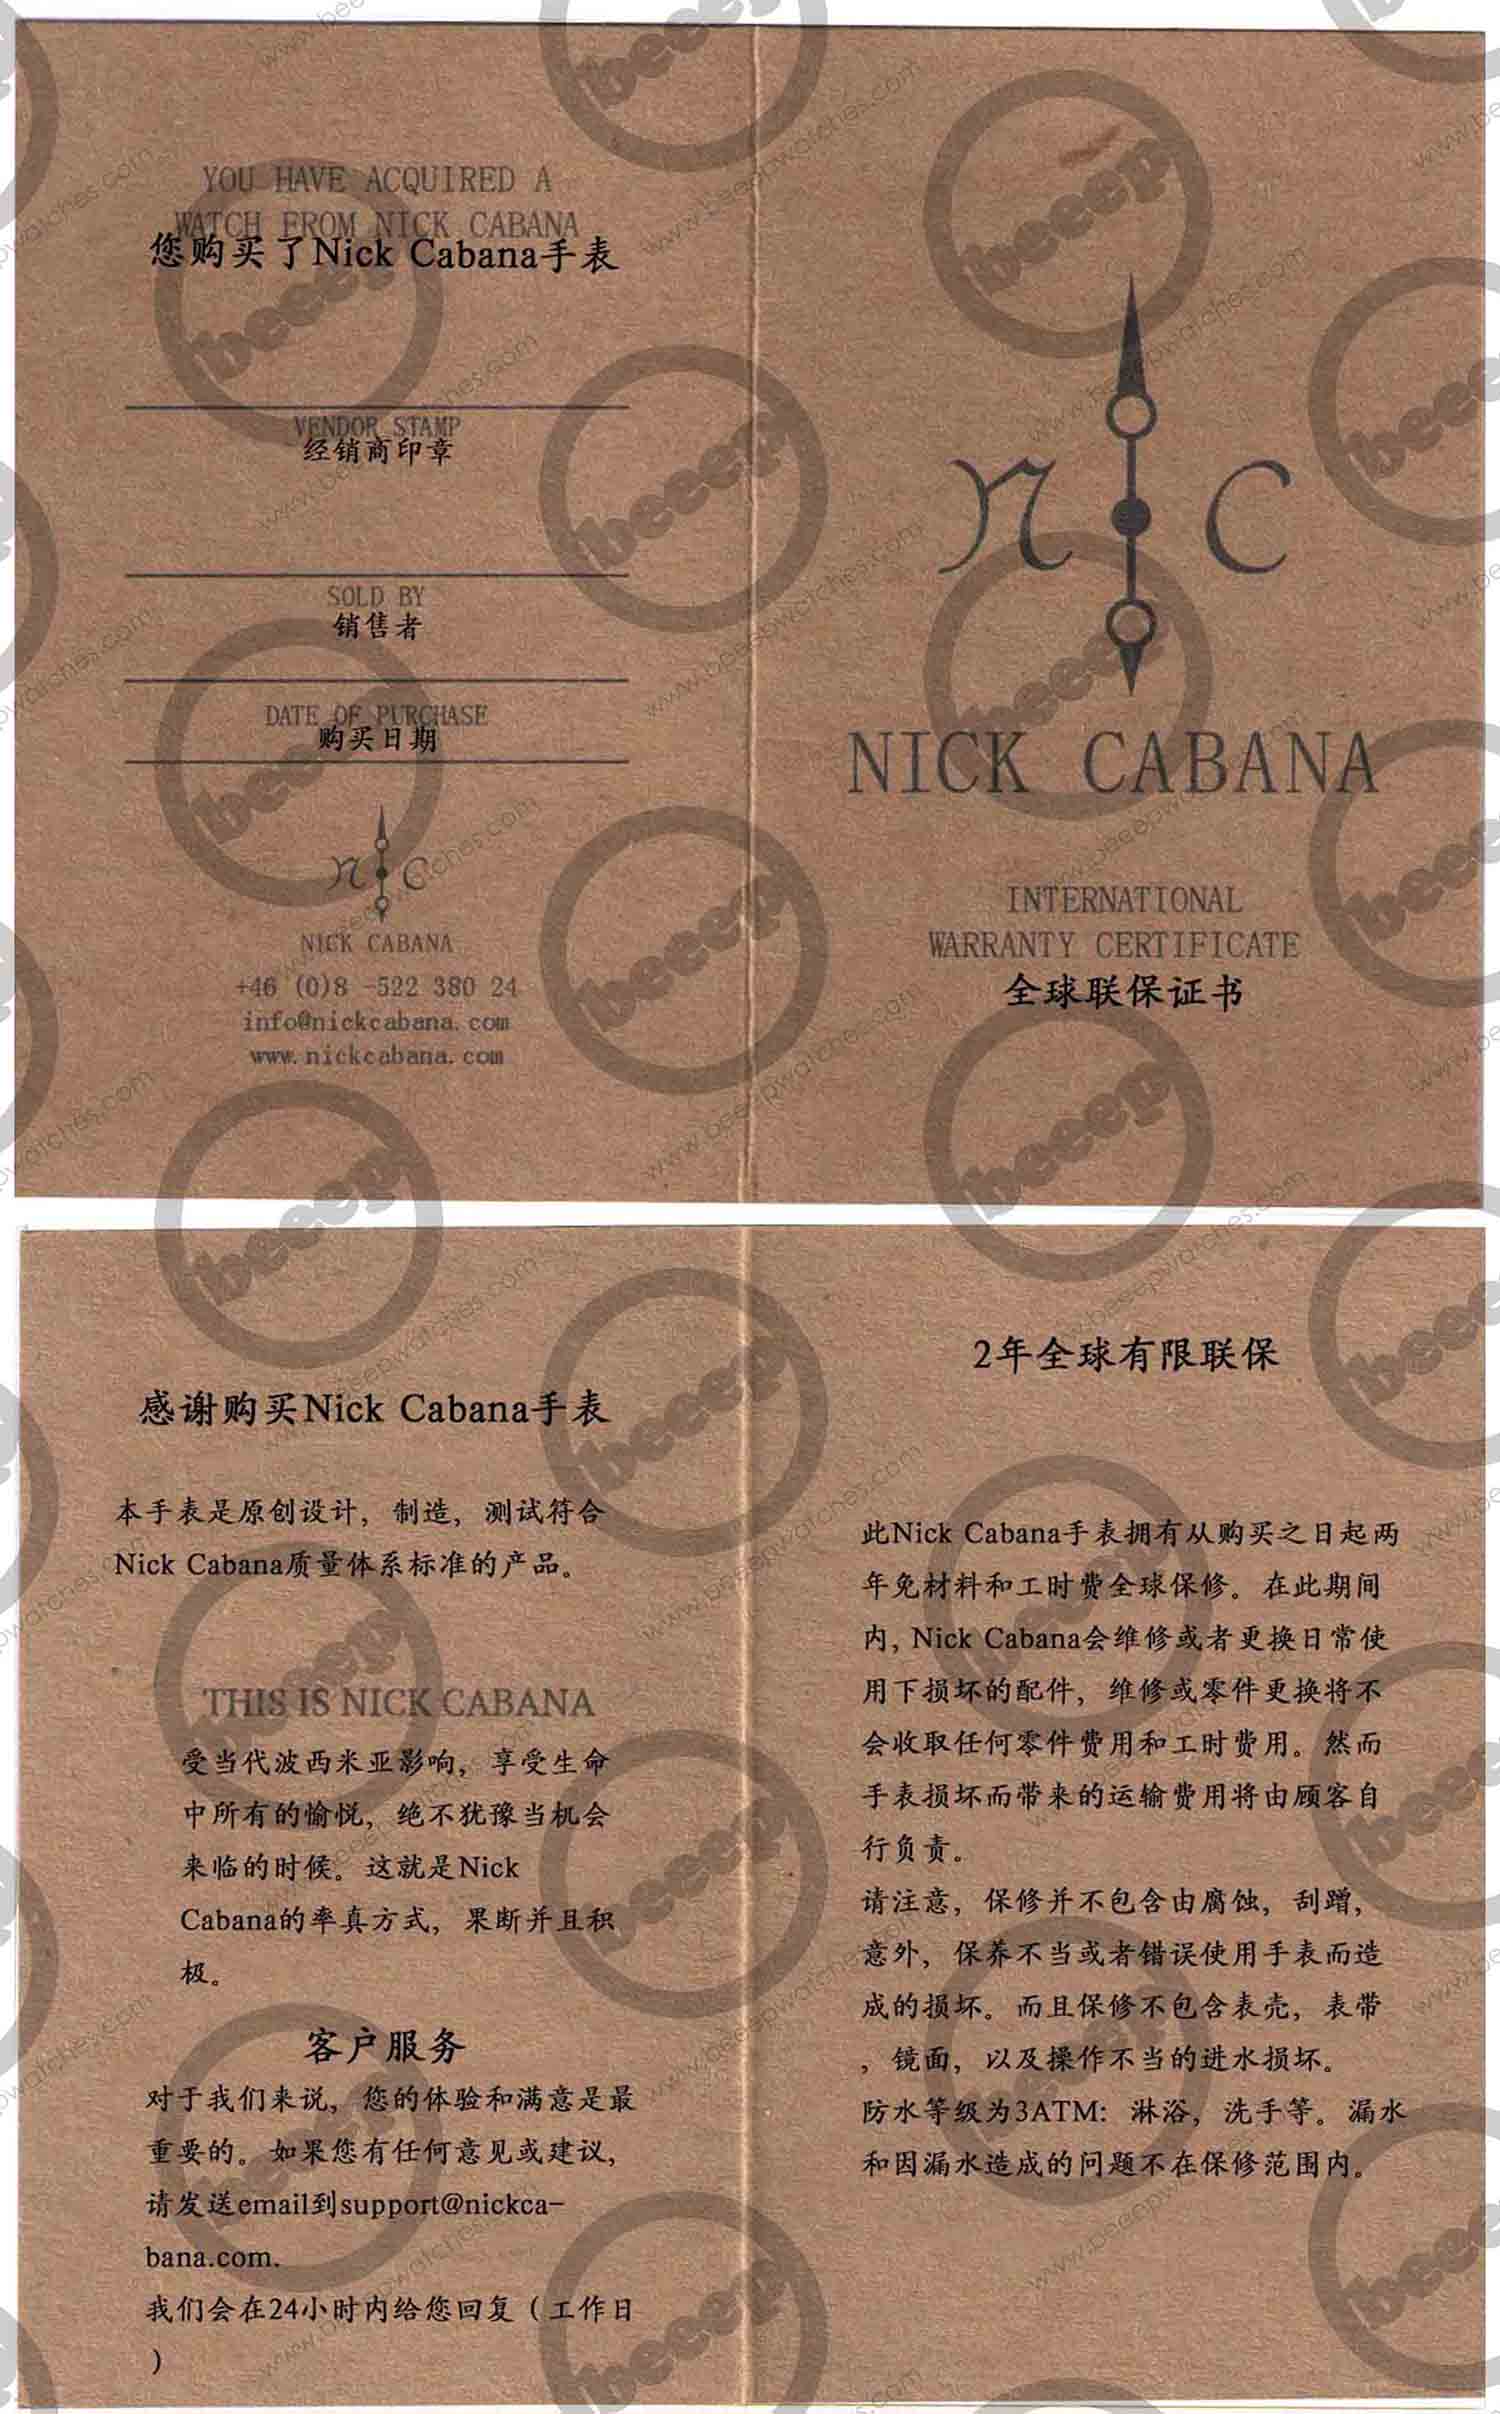 YOU HAVE ACQUIRED A
WATCH FROM NICK CABANA
您购买了Nick Cabana手表
VENDOR STAMP
经销商印章
SOLD BY
销售者
DATE OF PURCHASE
购买日期
n C
NICK CABANA
+46 (0)8 -522 380 24
info@nickcabana.com
www.nickcabana.com
n C
NICK CABANA
INTERNATIONAL
WARRANTY CERTIFICATE
全球联保证书
感谢购买Nick Cabana手表
本手表是原创设计，制造，测试符合
Nick Cabana质量体系标准的产品。
THIS IS NICK CABANA
受当代波西米亚影响，享受生命
中所有的愉悦，绝不犹豫当机会
来临的时候。这就是Nick
Cabana的率真方式，果断并且积
极。
客户服务
对于我们来说，您的体验和满意是最
重要的。如果您有任何意见或建议，
请发送email到support@nickca-
bana.com.
我们会在24小时内给您回复（工作日
）
2年全球有限联保
此Nick Cabana手表拥有从购买之日起两
年免材料和工时费全球保修。在此期间
内，Nick Cabana会维修或者更换日常使
用下损坏的配件，维修或零件更换将不
会收取任何零件费用和工时费用。然而
手表损坏而带来的运输费用将由顾客自
行负责。
请注意，保修并不包含由腐蚀，刮蹭，
意外，保养不当或者错误使用手表而造
成的损坏。而且保修不包含表壳，表带
，镜面，以及操作不当的进水损坏。
防水等级为3ATM：淋浴，洗手等。漏水
和因漏水造成的问题不在保修范围内。
beeep
www.beeepwatches.com